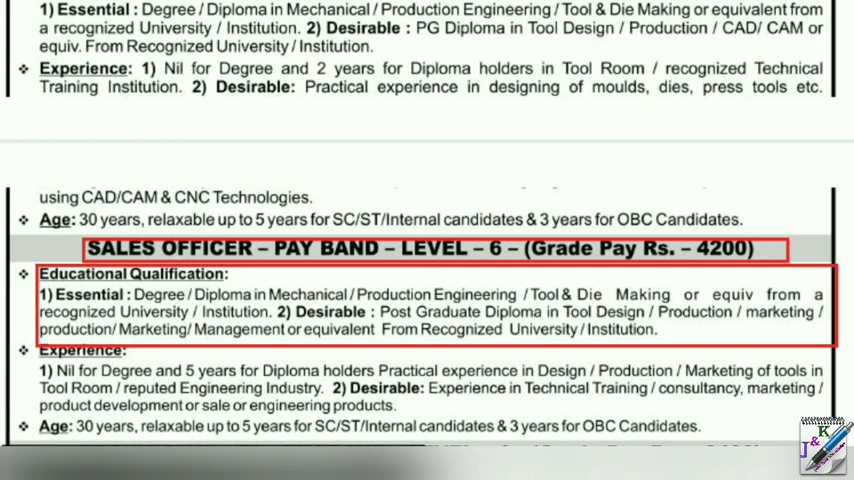 1) Essential : Degree / Diploma in Mechanical / Production Engineering / Tool & Die Making or equivalent from
a recognized University / Institution. 2) Desirable : PG Diploma in Tool Design / Production / CAD/ CAM or
equiv. From Recognized University / Institution.
❖ Experience: 1) Nil for Degree and 2 years for Diploma holders in Tool Room / recognized Technical
Training Institution. 2) Desirable: Practical experience in designing of moulds, dies, press tools etc.
using CAD/CAM & CNC Technologies.
❖ Age: 30 years, relaxable up to 5 years for SC/ST/Internal candidates & 3 years for OBC Candidates.
SALES OFFICER – PAY BAND – LEVEL – 6 – (Grade Pay Rs. – 4200)
❖ Educational Qualification:
1) Essential : Degree / Diploma in Mechanical / Production Engineering / Tool & Die Making or equiv from a
recognized University / Institution. 2) Desirable : Post Graduate Diploma in Tool Design / Production / marketing /
production/ Marketing/ Management or equivalent From Recognized University / Institution.
❖ Experience:
1) Nil for Degree and 5 years for Diploma holders Practical experience in Design / Production / Marketing of tools in
Tool Room / reputed Engineering Industry. 2) Desirable: Experience in Technical Training / consultancy, marketing /
product development or sale or engineering products.
❖ Age: 30 years, relaxable up to 5 years for SC/ST/Internal candidates & 3 years for OBC Candidates.
J&K